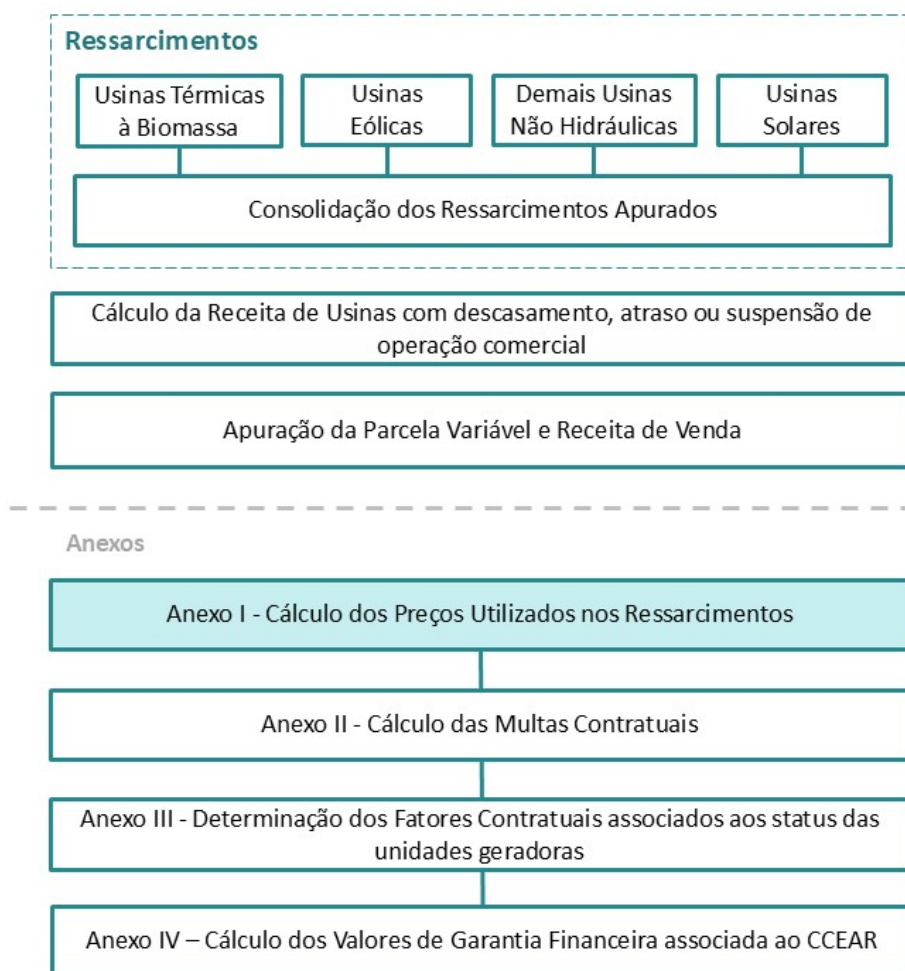 Ressarcimentos
Usinas Térmicas
à Biomassa
Usinas
Eólicas
Demais Usinas
Não Hidráulicas
Usinas
Solares
Consolidação dos Ressarcimentos Apurados
Cálculo da Receita de Usinas com descasamento, atraso ou suspensão de
operação comercial
Apuração da Parcela Variável e Receita de Venda
Anexos
Anexo I - Cálculo dos Preços Utilizados nos Ressarcimentos
Anexo II - Cálculo das Multas Contratuais
Anexo III - Determinação dos Fatores Contratuais associados aos status das
unidades geradoras
Anexo IV – Cálculo dos Valores de Garantia Financeira associada ao CCEAR